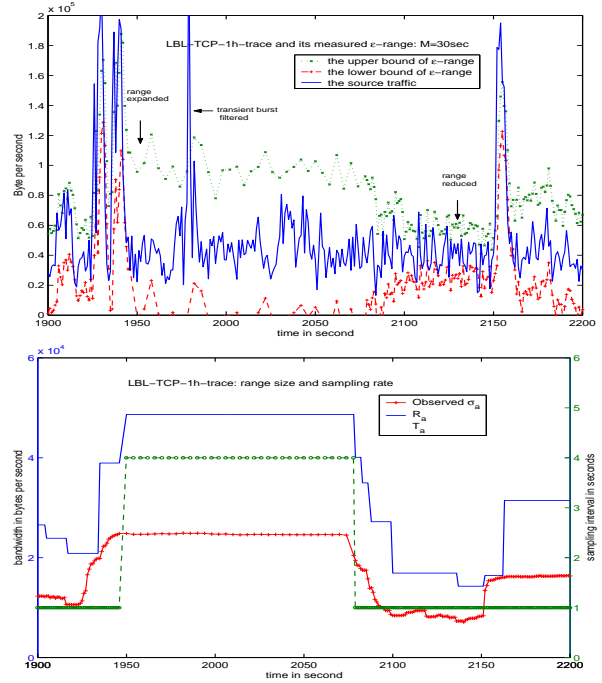 2 x 10^5
LBL-TCP-1h-trace and its measured ε-range: M=30sec
1.8
the upper bound of ε-range
the lower bound of ε-range
the source traffic
1.6
range
expanded
1.4
transient burst
filtered
1.2
Byte per second
1
range
reduced
0.8
0.6
0.4
0.2
0
1900 1950 2000 2050 2100 2150 2200
time in second
6 x 10^4
6
LBL-TCP-1h-trace: range size and sampling rate
Observed σ_a
R_a
T_a
5
4
4
bandwidth in bytes per second
3
sampling interval in seconds
2
2
1
0
0
1900 1950 2000 2050 2100 2150 2200
time in second